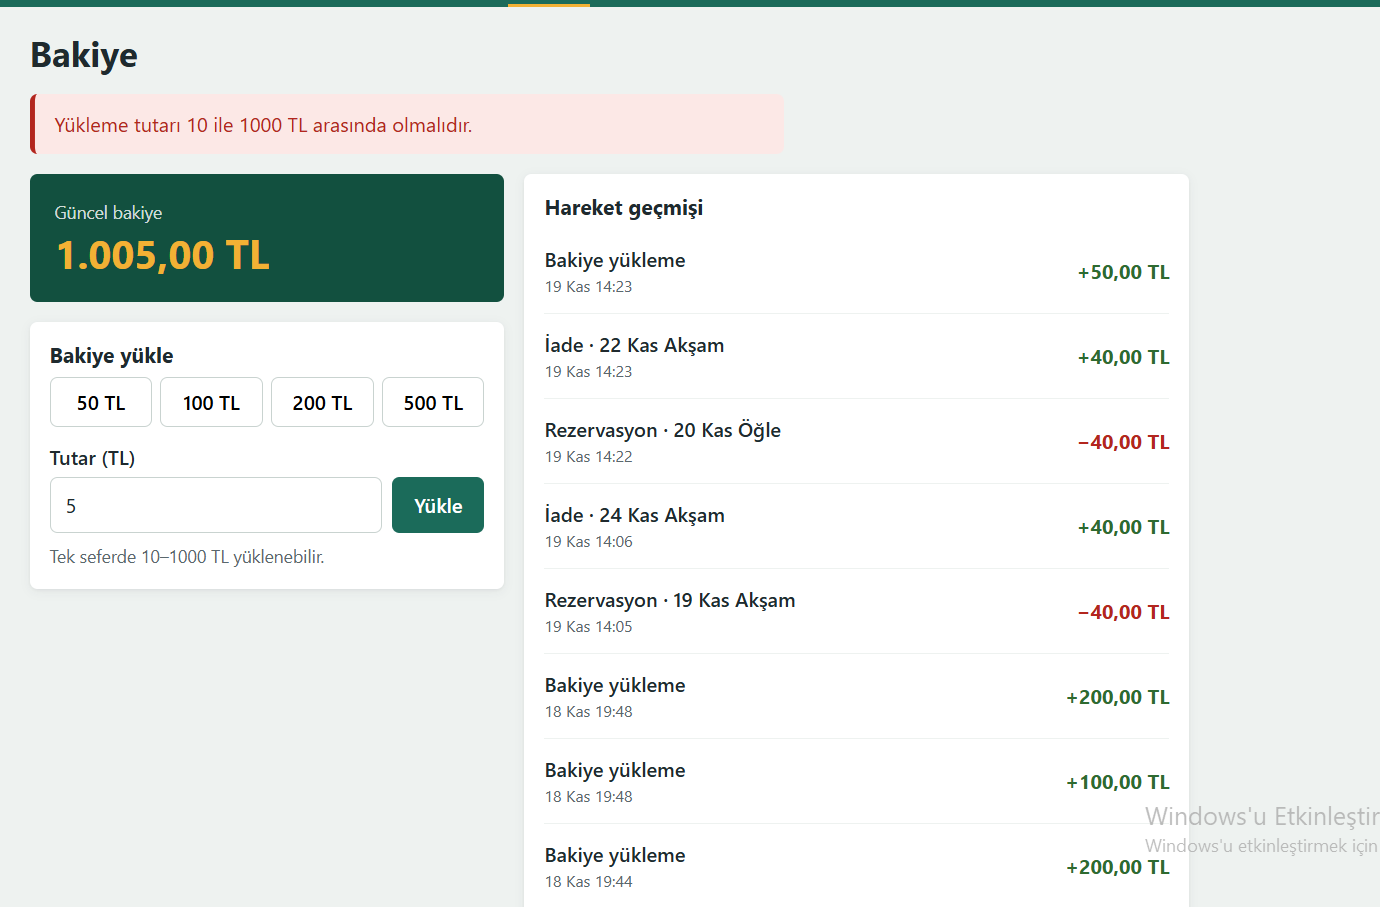 Bakiye
Yükleme tutarı 10 ile 1000 TL arasında olmalıdır.
Güncel bakiye
1.005,00 TL
Bakiye yükle
50 TL
100 TL
200 TL
500 TL
Tutar (TL)
5
Yükle
Tek seferde 10–1000 TL yüklenebilir.
Hareket geçmişi
Bakiye yükleme
19 Kas 14:23
+50,00 TL
İade · 22 Kas Akşam
19 Kas 14:23
+40,00 TL
Rezervasyon · 20 Kas Öğle
19 Kas 14:22
−40,00 TL
İade · 24 Kas Akşam
19 Kas 14:06
+40,00 TL
Rezervasyon · 19 Kas Akşam
19 Kas 14:05
−40,00 TL
Bakiye yükleme
18 Kas 19:48
+200,00 TL
Bakiye yükleme
18 Kas 19:48
+100,00 TL
Bakiye yükleme
18 Kas 19:44
+200,00 TL
Windows'u Etkinleştir
Windows'u etkinleştirmek için